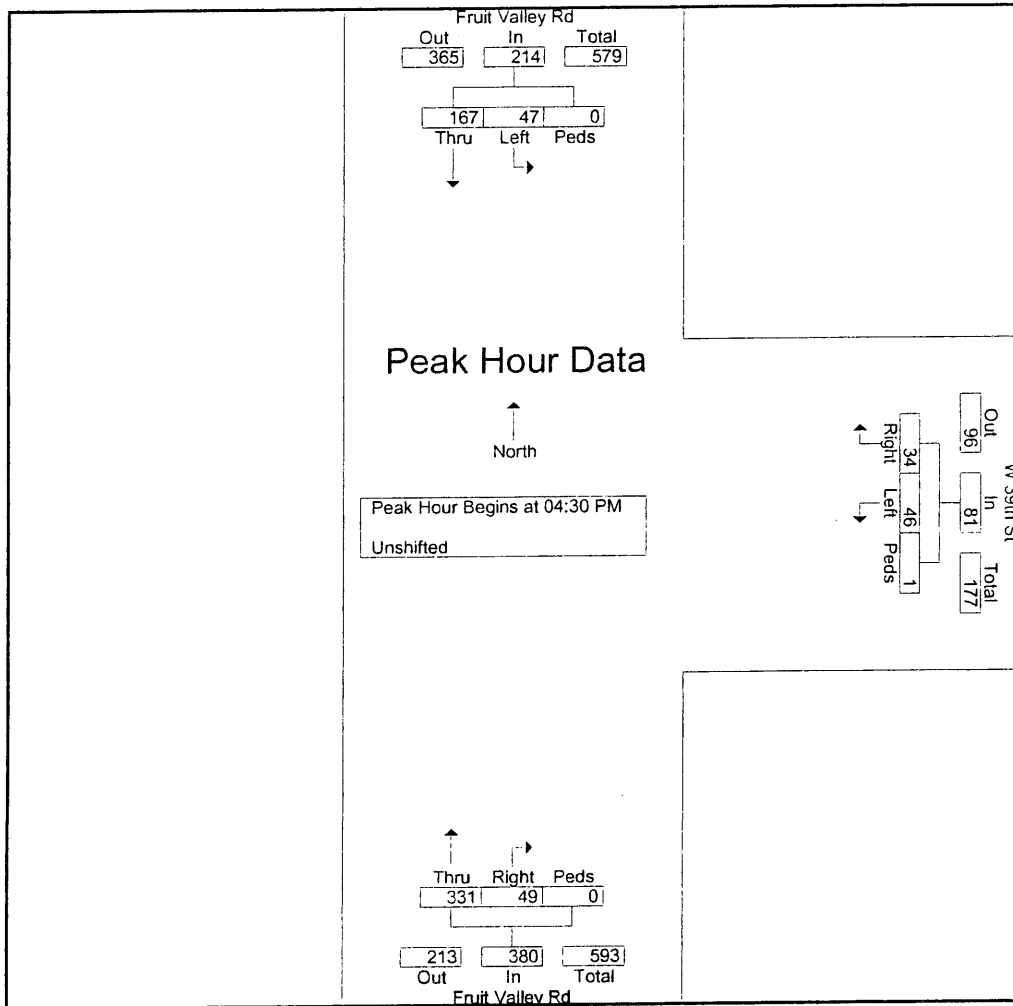 Fruit Valley Rd
Out In Total
365 214 579
167 47 0
Thru Left Peds
Peak Hour Data
North
Peak Hour Begins at 04:30 PM
Unshifted
Out In Total
96 81 177
34 46 1
Right Left Peds
Thru Right Peds
331 49 0
213 380 593
Out In Total
Fruit Valley Rd